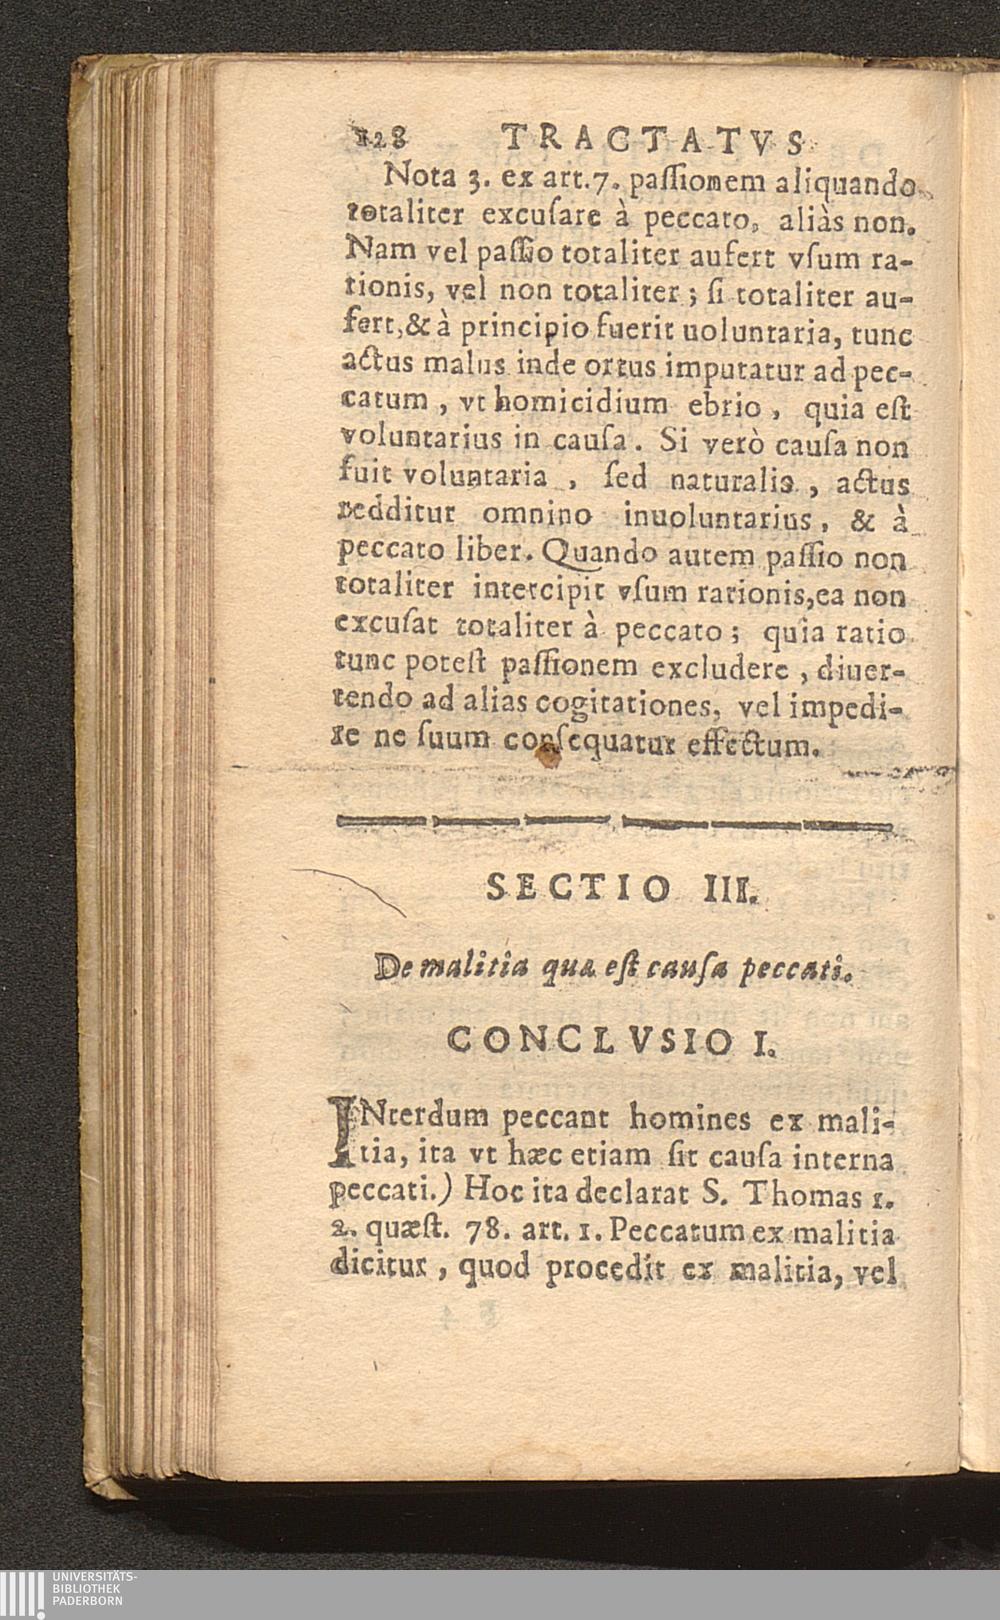 128 TRACTATVS
Nota 3. ex art.7. paſſionem aliquando
totaliter excuſare à peccato, aliàs non.
Nam vel paſſio totaliter aufert vſum ra-
tionis, vel non totaliter; ſi totaliter au-
fert,& à principio fuerit uoluntaria, tunc
actus malus inde ortus imputatur ad pec-
catum, vt homicidium ebrio, quia eſt
voluntarius in cauſa. Si verò cauſa non
fuit voluntaria, ſed naturalis, actus
redditur omnino inuoluntarius, & à
peccato liber. Quando autem paſſio non
totaliter intercipit vſum rationis,ea non
excuſat totaliter à peccato; quia ratio
tunc poteſt paſſionem excludere, diuer-
tendo ad alias cogitationes, vel impedi-
re ne ſuum conſequatur effectum.
SECTIO III.
De malitia qua eſt cauſa peccati.
CONCLVSIO I.
INterdum peccant homines ex mali-
tia, ita vt hæc etiam ſit cauſa interna
peccati.) Hoc ita declarat S. Thomas 1.
2. quæſt. 78. art. 1. Peccatum ex malitia
dicitur, quod procedit ex malitia, vel
UNIVERSITÄTS-
BIBLIOTHEK
PADERBORN